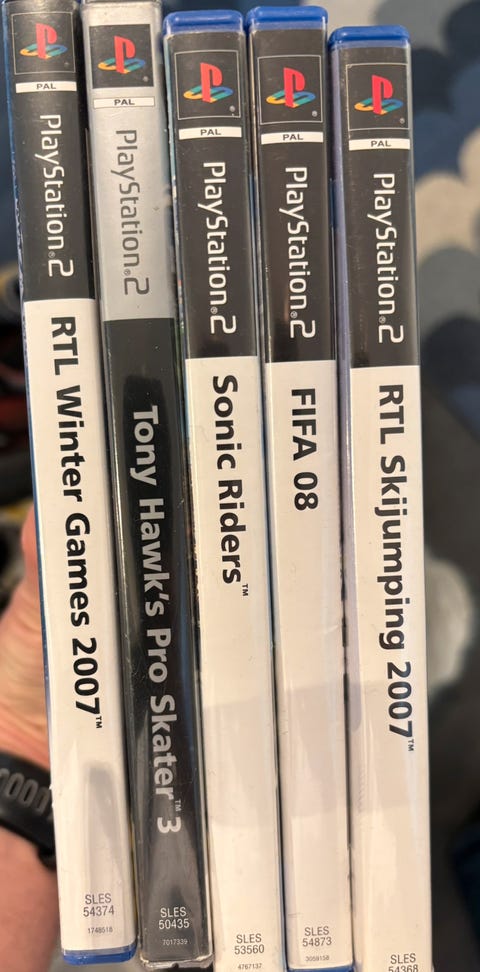 PAL
PlayStation®2
RTL Winter Games 2007™
SLES
54374
1748518
PAL
PlayStation®2
Tony Hawk's Pro Skater™ 3
SLES
50435
7017339
PAL
PlayStation®2
Sonic Riders™
SLES
53560
4767137
PAL
PlayStation®2
FIFA 08
SLES
54873
3059158
PAL
PlayStation®2
RTL Skijumping 2007™
SLES
54368